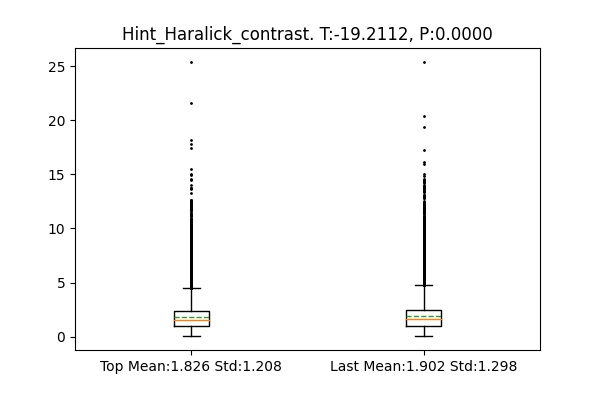 Hint_Haralick_contrast. T:-19.2112, P:0.0000
25
20
15
10
5
0
Top Mean:1.826 Std:1.208
Last Mean:1.902 Std:1.298